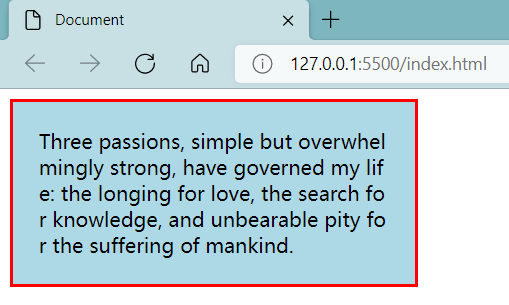 Document
127.0.0.1:5500/index.html
Three passions, simple but overwhel
mingly strong, have governed my lif
e: the longing for love, the search fo
r knowledge, and unbearable pity fo
r the suffering of mankind.